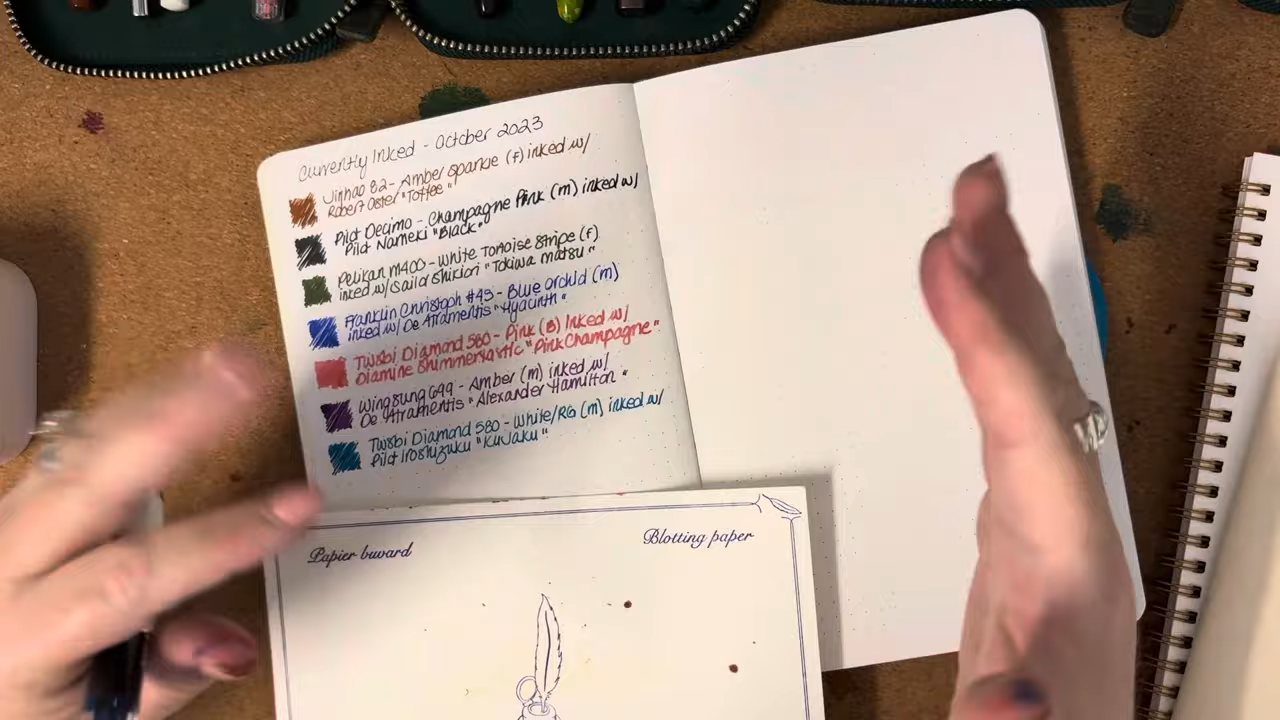 Currently Inked - October 2023
Jinhao 82 - Amber Sparkle (f) inked w/
Robert Oster "Toffee"
Pilot Decimo - Champagne Pink (m) inked w/
Pilot Namiki "Black"
Pelikan M400 - White Tortoise Stripe (f)
inked w/ Sailor Shikiori "Tokiwa Matsu"
Franklin Christoph #45 - Blue Orchid (m)
inked w/ De Atramentis "Hyacinth"
Twsbi Diamond 580 - Pink (B) Inked w/
Diamine Shimmertastic "Pink Champagne"
Wingsung 699 - Amber (m) inked w/
De Atramentis "Alexander Hamilton"
Twsbi Diamond 580 - White/RG (m) inked w/
Pilot Iroshizuku "Kujaku"
Papier buvard
Blotting paper